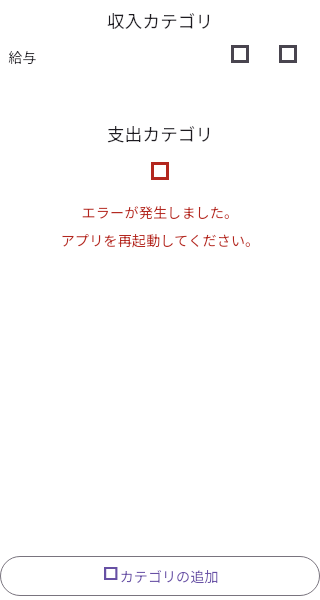 収入カテゴリ
給与
支出カテゴリ
エラーが発生しました。
アプリを再起動してください。
カテゴリの追加